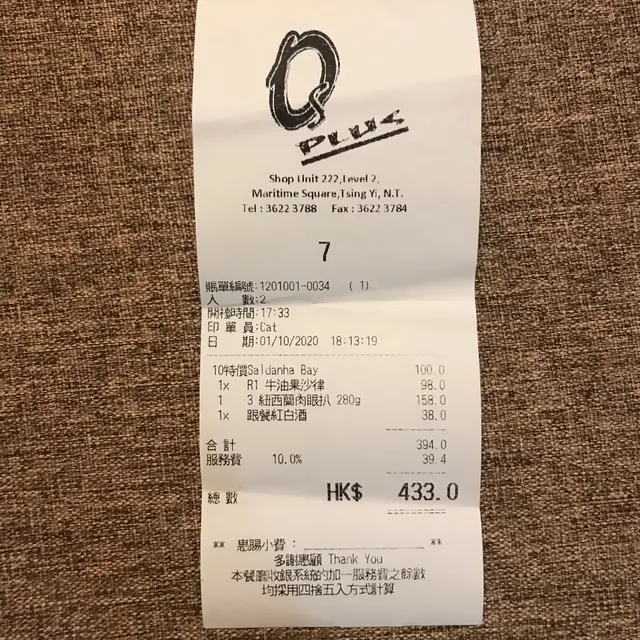 Os
PLUS
Shop Unit 222,Level 2,
Maritime Square,Tsing Yi, N.T.
Tel : 3622 3788 Fax : 3622 3784
7
賬單編號:1201001-0034 ( 1)
人 數:2
開檯時間:17:33
印 單 員:Cat
日 期:01/10/2020 18:13:19
10特價Saldanha Bay 100.0
1x R1 牛油果沙律 98.0
1 3 紐西蘭肉眼扒 280g 158.0
1x 跟餐紅白酒 38.0
合 計 394.0
服務費 10.0% 39.4
總 數 HK$ 433.0
** 惠賜小費 : ____________ **
多謝惠顧 Thank You
本餐廳收銀系統的加一服務費之餘數
均採用四捨五入方式計算